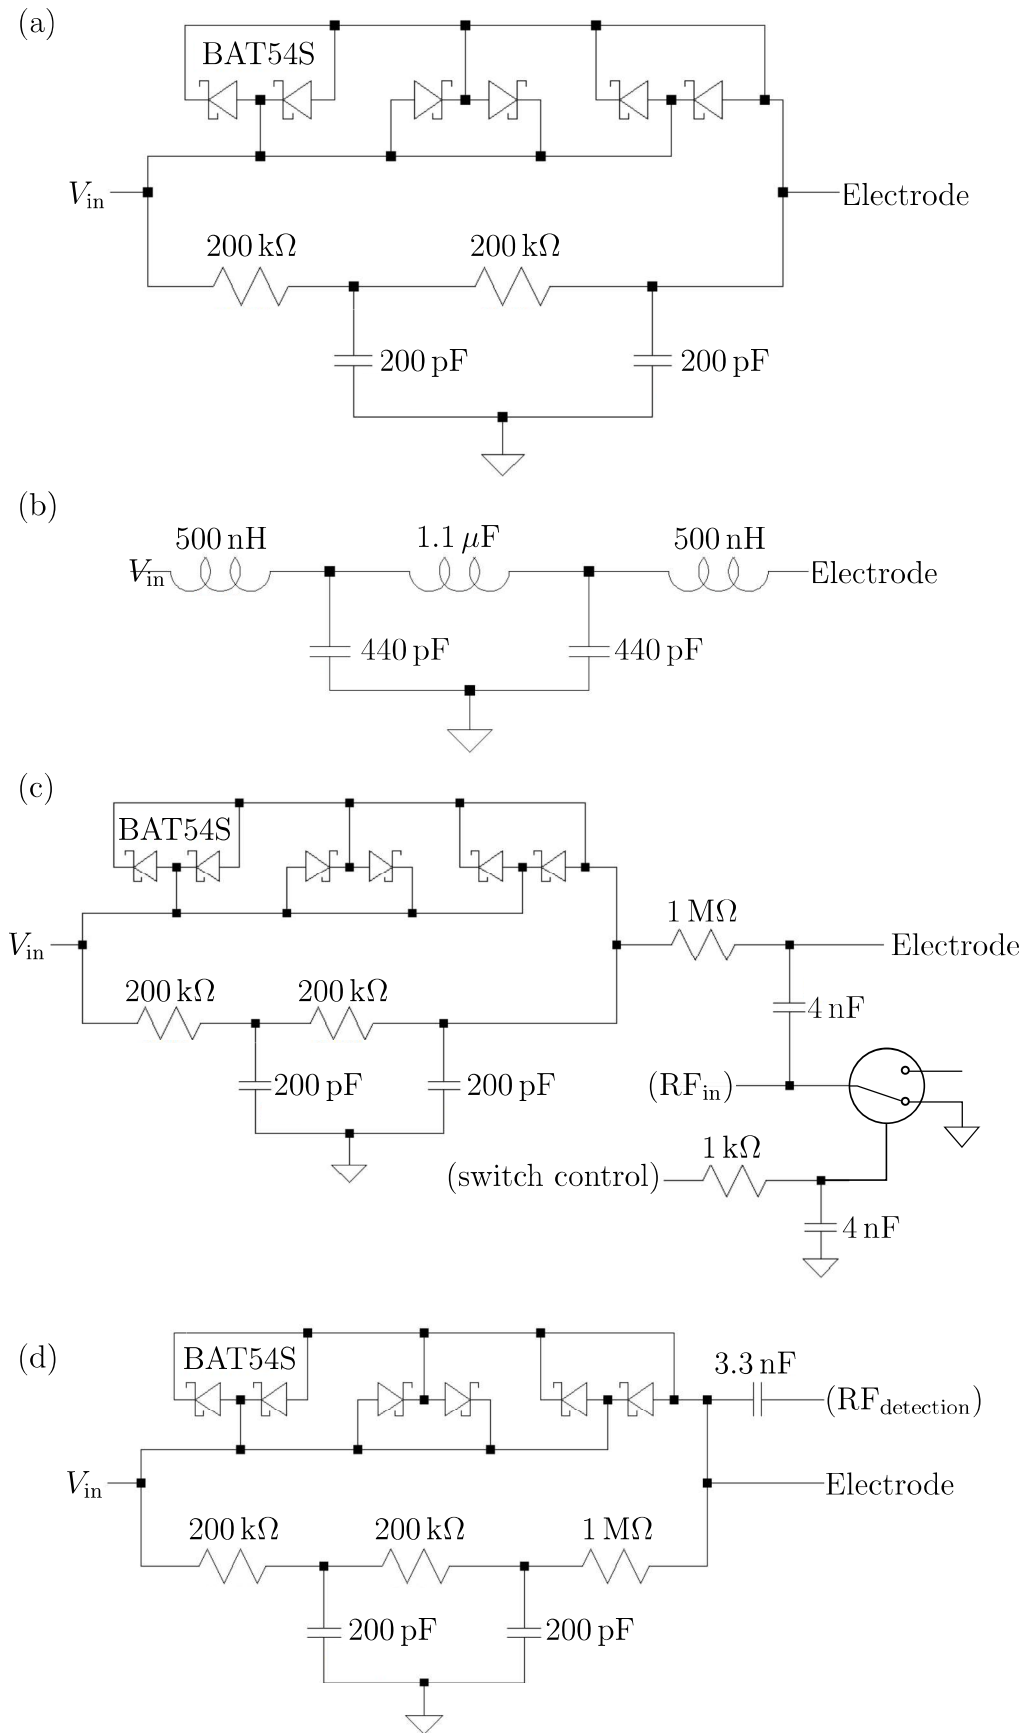 (a)
BAT54S
V_in
Electrode
200 kΩ 200 kΩ
200 pF 200 pF
(b)
500 nH 1.1 μF 500 nH
V_in Electrode
440 pF 440 pF
(c)
BAT54S
1 MΩ
V_in Electrode
200 kΩ 200 kΩ
4 nF
200 pF 200 pF (RF_in)
1 kΩ
(switch control)
4 nF
(d)
BAT54S 3.3 nF
(RF_detection)
V_in Electrode
200 kΩ 200 kΩ 1 MΩ
200 pF 200 pF